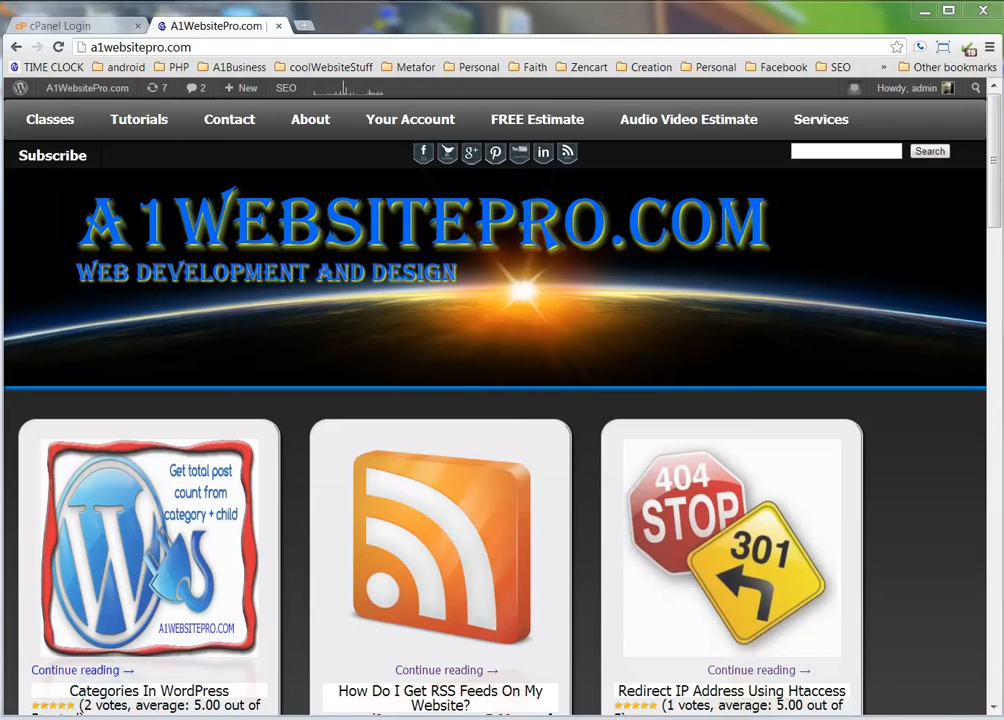 cPanel Login
A1WebsitePro.com |
a1websitepro.com
19
TIME CLOCK android PHP A1Business coolWebsiteStuff Metafor Personal Faith Zencart Creation Personal Facebook SEO » Other bookmarks
A1WebsitePro.com 7 2 + New SEO Howdy, admin
Classes Tutorials Contact About Your Account FREE Estimate Audio Video Estimate Services
Subscribe
Search
A1WEBSITEPRO.COM
WEB DEVELOPMENT AND DESIGN
Get total post
count from
category + child
A1WEBSITEPRO.COM
404
STOP
301
Continue reading →
Continue reading →
Continue reading →
Categories In WordPress
(2 votes, average: 5.00 out of
How Do I Get RSS Feeds On My
Website?
Redirect IP Address Using Htaccess
(1 votes, average: 5.00 out of